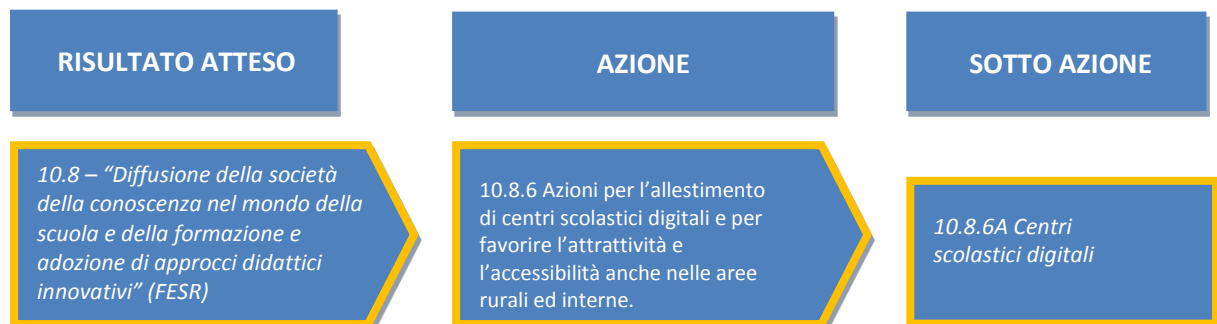 RISULTATO ATTESO
AZIONE
SOTTO AZIONE
10.8 – “Diffusione della società
della conoscenza nel mondo della
scuola e della formazione e
adozione di approcci didattici
innovativi” (FESR)
10.8.6 Azioni per l’allestimento
di centri scolastici digitali e per
favorire l’attrattività e
l’accessibilità anche nelle aree
rurali ed interne.
10.8.6A Centri
scolastici digitali